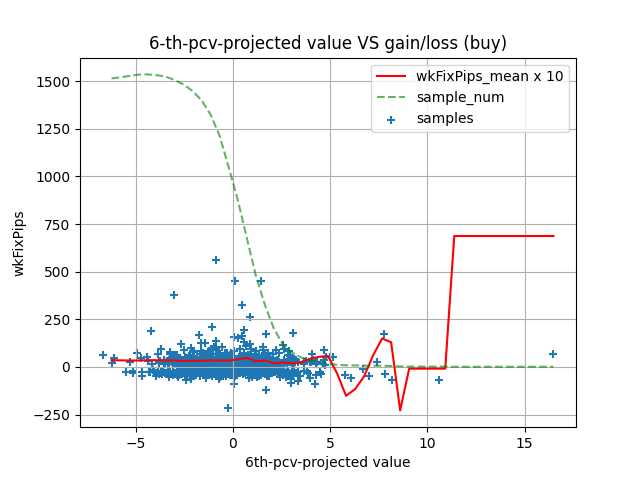 6-th-pcv-projected value VS gain/loss (buy)
wkFixPips_mean x 10
sample_num
samples
1500
1250
1000
750
500
250
0
−250
wkFixPips
−5
0
5
10
15
6th-pcv-projected value